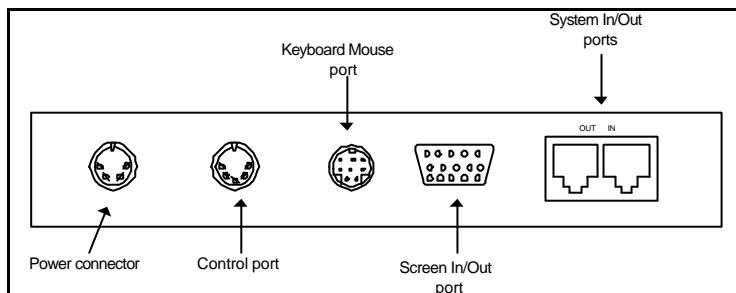 System In/Out
ports
Keyboard Mouse
port
OUT IN
Power connector
Control port
Screen In/Out
port